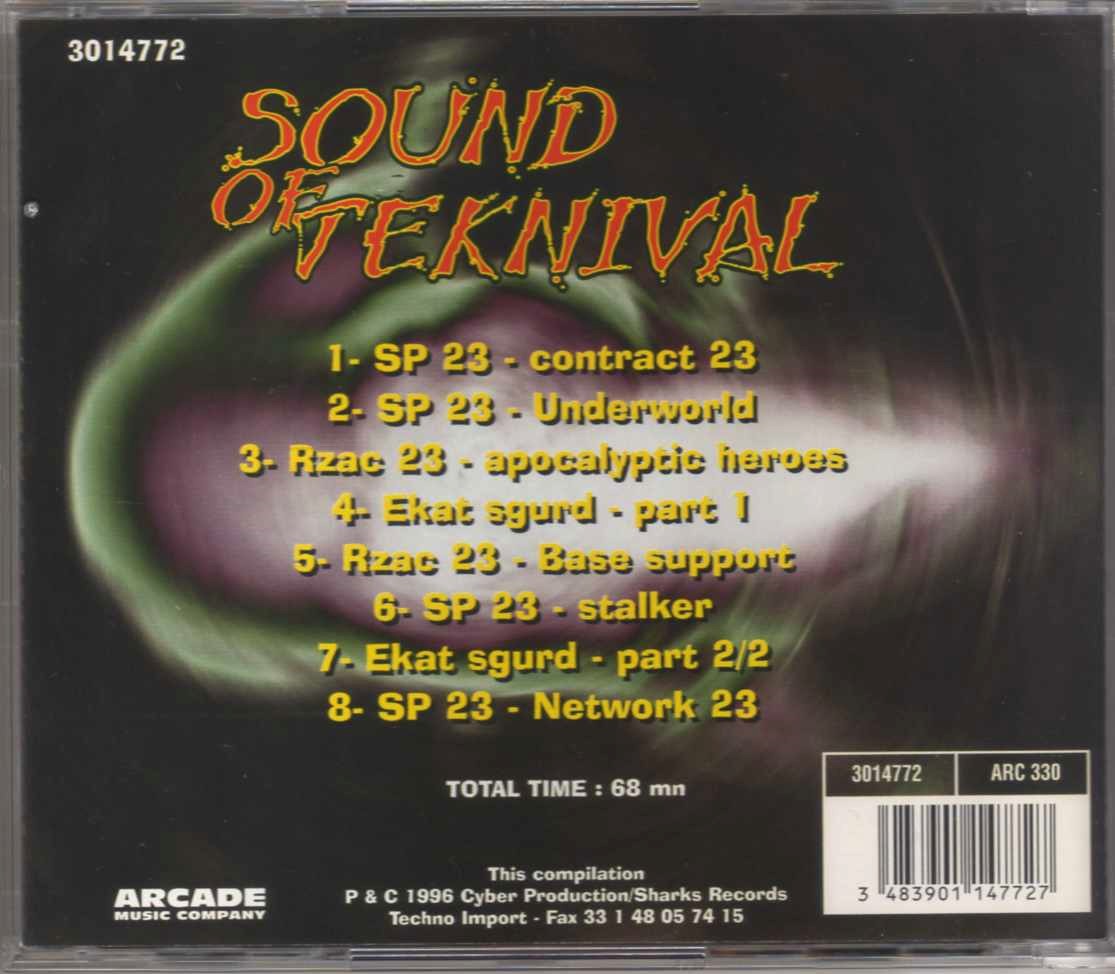 3014772
SOUND
OF TEKNIVAL
1- SP 23 - contract 23
2- SP 23 - Underworld
3- Rzac 23 - apocalyptic heroes
4- Ekat sgurd - part 1
5- Rzac 23 - Base support
6- SP 23 - stalker
7- Ekat sgurd - part 2/2
8- SP 23 - Network 23
TOTAL TIME : 68 mn
3014772 ARC 330
3 483901 147727
This compilation
P & C 1996 Cyber Production/Sharks Records
Techno Import - Fax 33 1 48 05 74 15
ARCADE
MUSIC COMPANY